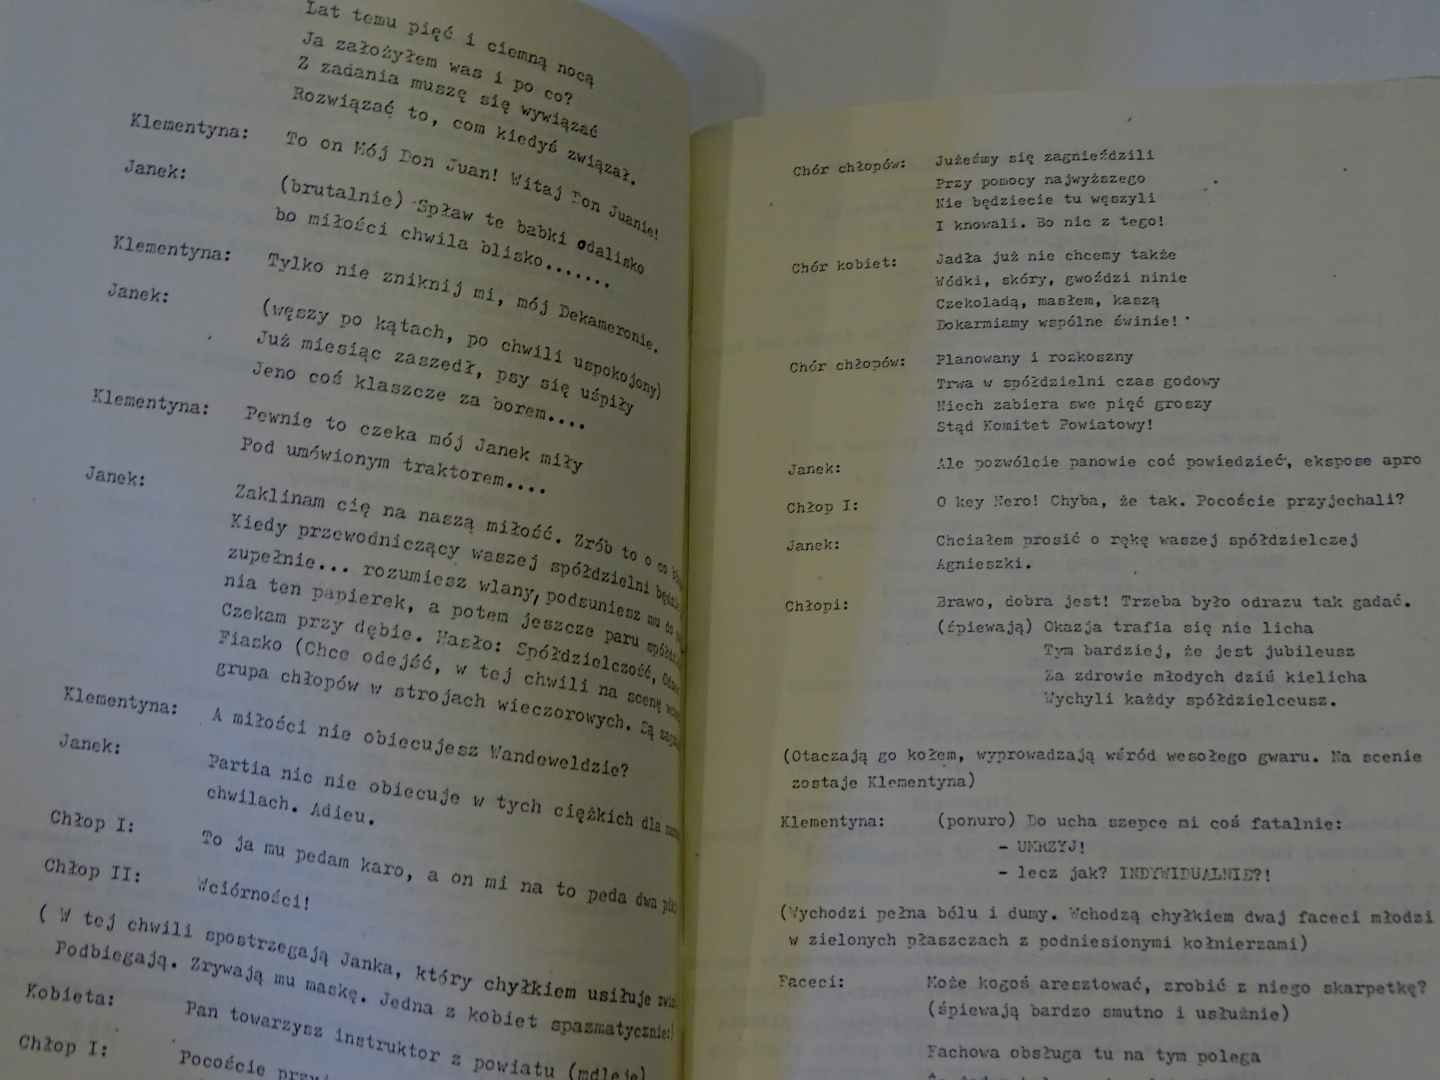 Lat temu pięć i ciemną nocą
Ja założyłem was i po co?
Z zadania muszę się wywiązać
Rozwiązać to, com kiedyś związał.
Klementyna: To on Mój Don Juan! Witaj Don Juanie!
Janek: (brutalnie) Spław te babki odalisko
bo miłości chwila blisko.......
Klementyna: Tylko nie zniknij mi, mój Dekameronie.
Janek: (węszy po kątach, po chwili uspokojony)
Już miesiąc zaszedł, psy się uśpiły
Jeno coś klaszcze za borem....
Klementyna: Pewnie to czeka mój Janek miły
Pod umówionym traktorem....
Janek: Zaklinam cię na naszą miłość. Zrób to o co
Kiedy przewodniczący waszej spółdzielni
zupełnie... rozumiesz wlany, podsuniesz mu do
nia ten papierek, a potem jeszcze paru
Czekam przy dębie. Hasło: Spółdzielczość,
Fiasko (Chce odejść, w tej chwili na scenę
grupa chłopów w strojach wieczorowych. Są
Klementyna: A miłości nie obiecujesz Wandeweldzie?
Janek: Partia nic nie obiecuje w tych ciężkich dla
chwilach. Adieu.
Chłop I: To ja mu pedam karo, a on mi na to peda dwa
Chłop II: Wciórności!
( W tej chwili spostrzegają Janka, który chyłkiem usiłuje
Podbiegają. Zrywają mu maskę. Jedna z kobiet spazmatycznie:)
Kobieta: Pan towarzysz instruktor z powiatu (mdleje)
Chłop I: Pocoście
Chór chłopów: Jużeśmy się zagnieździli
Przy pomocy najwyższego
Nie będziecie tu węszyli
I knowali. Bo nic z tego!
Chór kobiet: Jadła już nie chcemy także
Wódki, skóry, gwoździ ninie
Czekoladą, masłem, kaszą
Dokarmiamy wspólne świnie!
Chór chłopów: Planowany i rozkoszny
Trwa w spółdzielni czas godowy
Niech zabiera swe pięć groszy
Stąd Komitet Powiatowy!
Janek: Ale pozwólcie panowie coć powiedzieć, ekspose apro
Chłop I: O key Nero! Chyba, że tak. Pocoście przyjechali?
Janek: Chciałem prosić o rękę waszej spółdzielczej
Agnieszki.
Chłopi: Brawo, dobra jest! Trzeba było odrazu tak gadać.
(śpiewają) Okazja trafia się nie licha
Tym bardziej, że jest jubileusz
Za zdrowie młodych dziś kielicha
Wychyli każdy spółdzielceusz.
(Otaczają go kołem, wyprowadzają wśród wesołego gwaru. Na scenie
zostaje Klementyna)
Klementyna: (ponuro) Do ucha szepce mi coś fatalnie:
- UKRZYJ!
- lecz jak? INDYWIDUALNIE?!
(Wychodzi pełna bólu i dumy. Wchodzą chyłkiem dwaj faceci młodzi
w zielonych płaszczach z podniesionymi kołnierzami)
Faceci: Może kogoś aresztować, zrobić z niego skarpetkę?
(śpiewają bardzo smutno i usłużnie)
Fachowa obsługa tu na tym polega